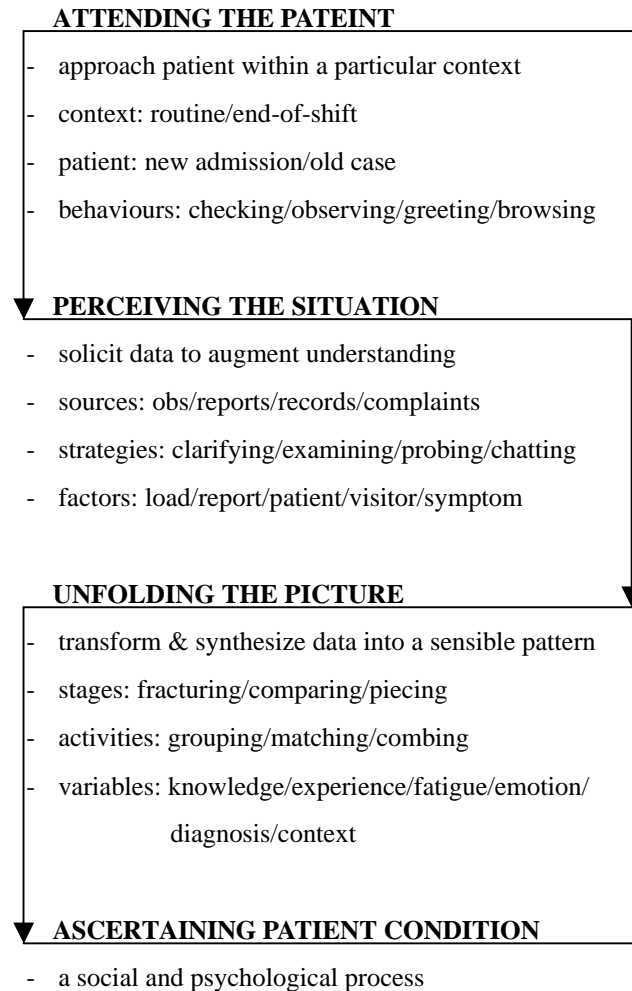 ATTENDING THE PATEINT
- approach patient within a particular context
- context: routine/end-of-shift
- patient: new admission/old case
- behaviours: checking/observing/greeting/browsing
PERCEIVING THE SITUATION
- solicit data to augment understanding
- sources: obs/reports/records/complaints
- strategies: clarifying/examining/probing/chatting
- factors: load/report/patient/visitor/symptom
UNFOLDING THE PICTURE
- transform & synthesize data into a sensible pattern
- stages: fracturing/comparing/piecing
- activities: grouping/matching/combing
- variables: knowledge/experience/fatigue/emotion/
diagnosis/context
ASCERTAINING PATIENT CONDITION
- a social and psychological process